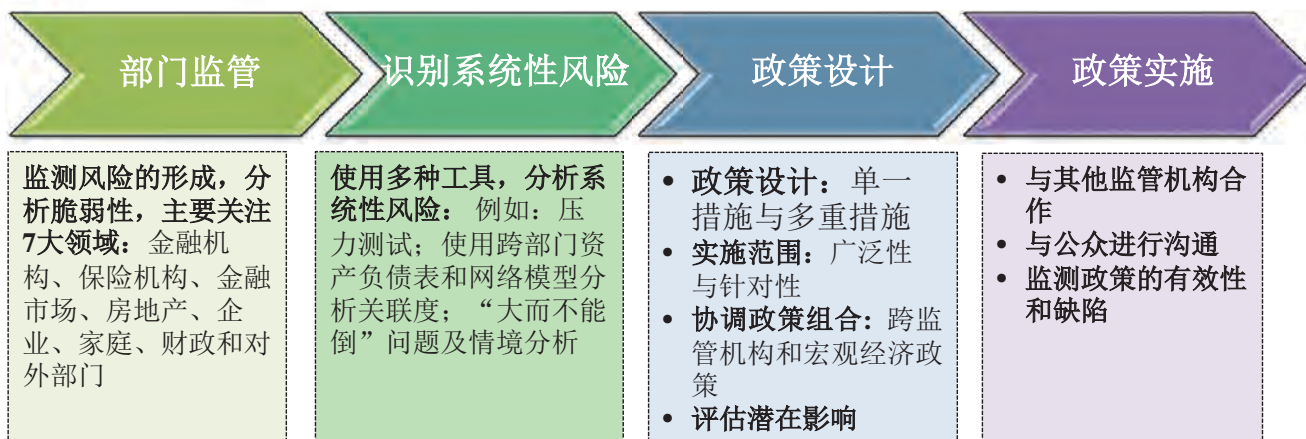 部门监管
识别系统性风险
政策设计
政策实施
监测风险的形成，分
析脆弱性，主要关注
7大领域：金融机
构、保险机构、金融
市场、房地产、企
业、家庭、财政和对
外部门
使用多种工具，分析系
统性风险：例如：压
力测试；使用跨部门资
产负债表和网络模型分
析关联度；“大而不能
倒”问题及情境分析
• 政策设计：单一
措施与多重措施
• 实施范围：广泛性
与针对性
• 协调政策组合：跨监
管机构和宏观经济政
策
• 评估潜在影响
• 与其他监管机构合
作
• 与公众进行沟通
• 监测政策的有效性
和缺陷